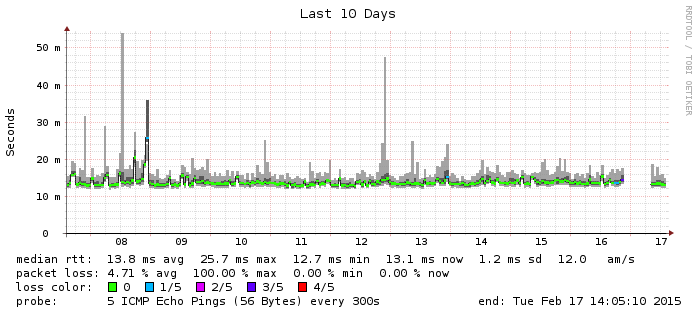 Last 10 Days
RRDTOOL / TOBI OETIKER
Seconds
50 m
40 m
30 m
20 m
10 m
0
08 09 10 11 12 13 14 15 16 17
median rtt: 13.8 ms avg 25.7 ms max 12.7 ms min 13.1 ms now 1.2 ms sd 12.0 am/s
packet loss: 4.71 % avg 100.00 % max 0.00 % min 0.00 % now
loss color: 0 1/5 2/5 3/5 4/5
probe: 5 ICMP Echo Pings (56 Bytes) every 300s end: Tue Feb 17 14:05:10 2015